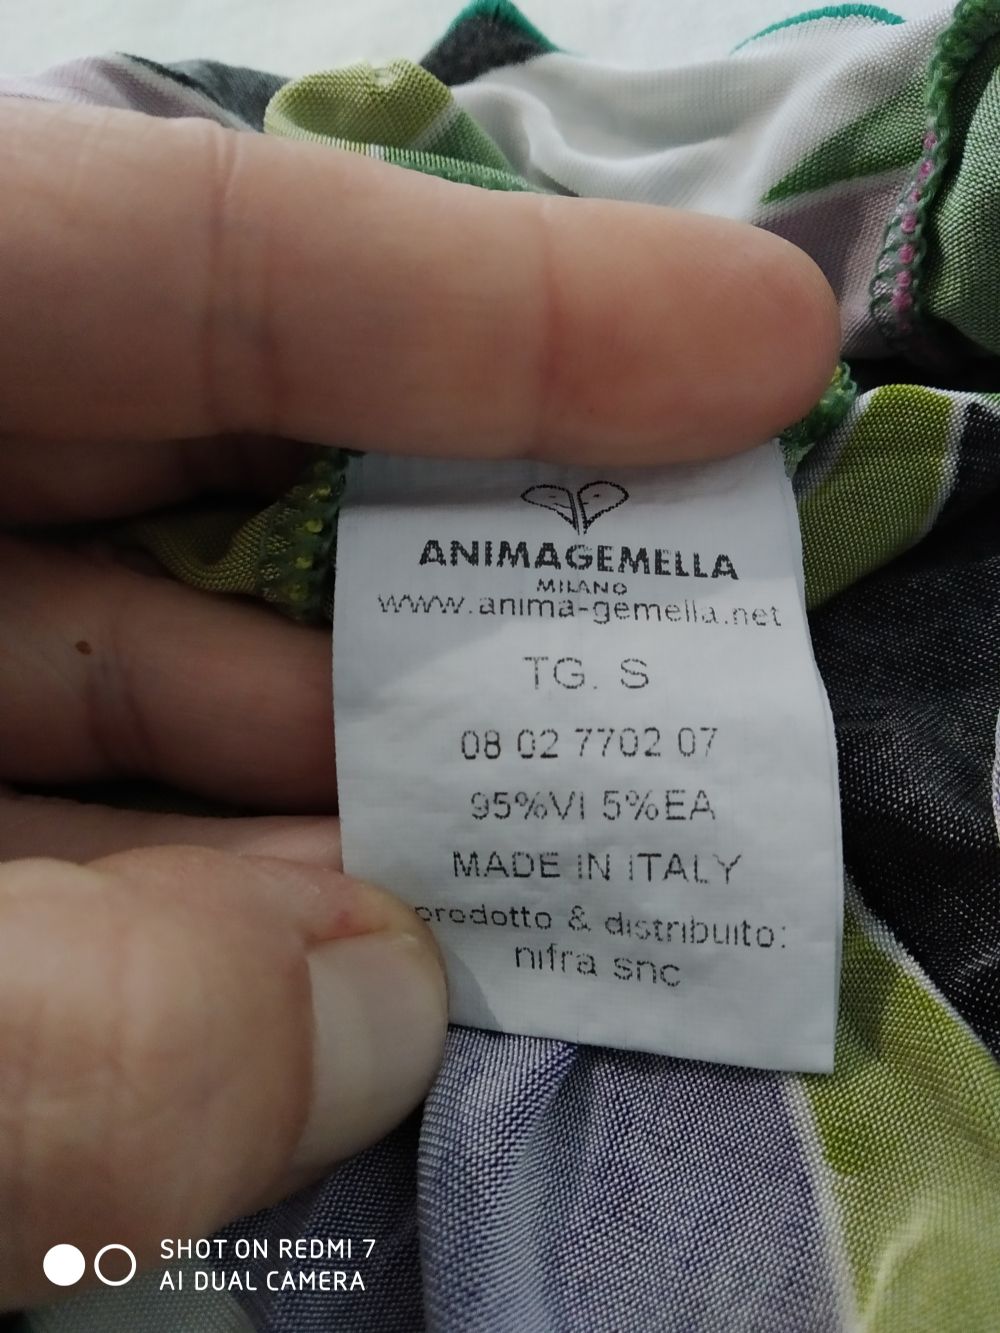 ANIMAGEMELLA
MILANO
www.anima-gemella.net
TG. S
08 02 7702 07
95%VI 5%EA
MADE IN ITALY
prodotto & distribuito:
nifra snc
SHOT ON REDMI 7
AI DUAL CAMERA